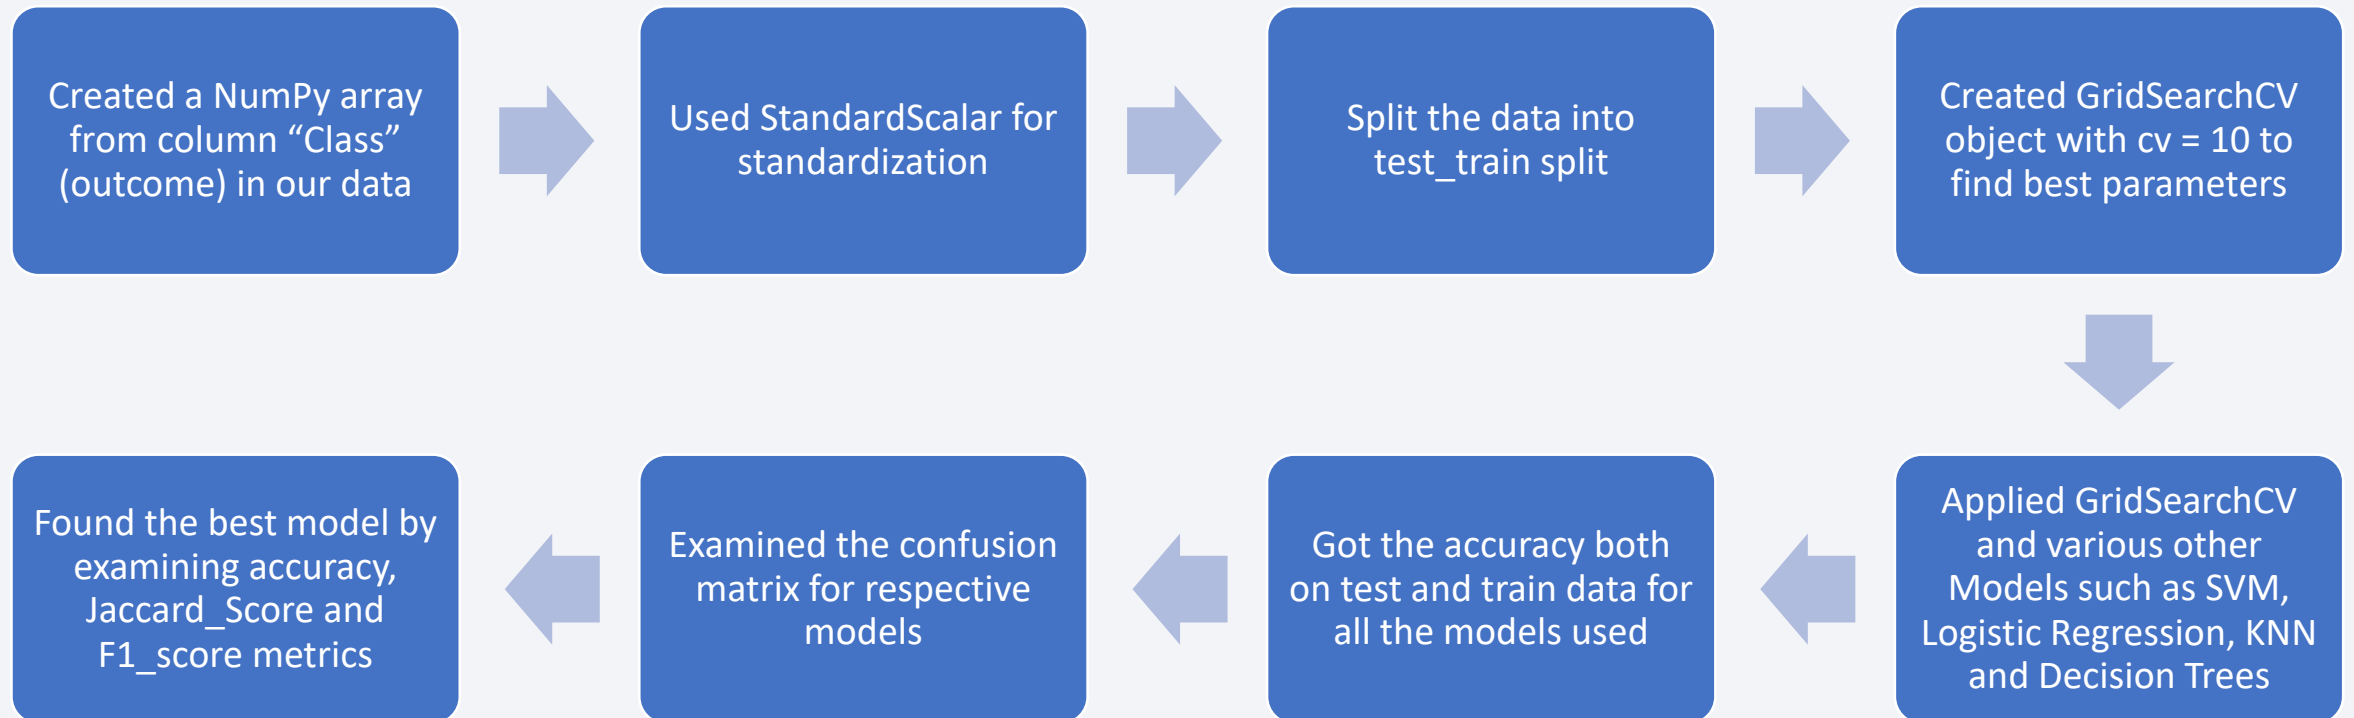 Created a NumPy array
from column “Class”
(outcome) in our data
Used StandardScalar for
standardization
Split the data into
test_train split
Created GridSearchCV
object with cv = 10 to
find best parameters
Applied GridSearchCV
and various other
Models such as SVM,
Logistic Regression, KNN
and Decision Trees
Got the accuracy both
on test and train data for
all the models used
Examined the confusion
matrix for respective
models
Found the best model by
examining accuracy,
Jaccard_Score and
F1_score metrics